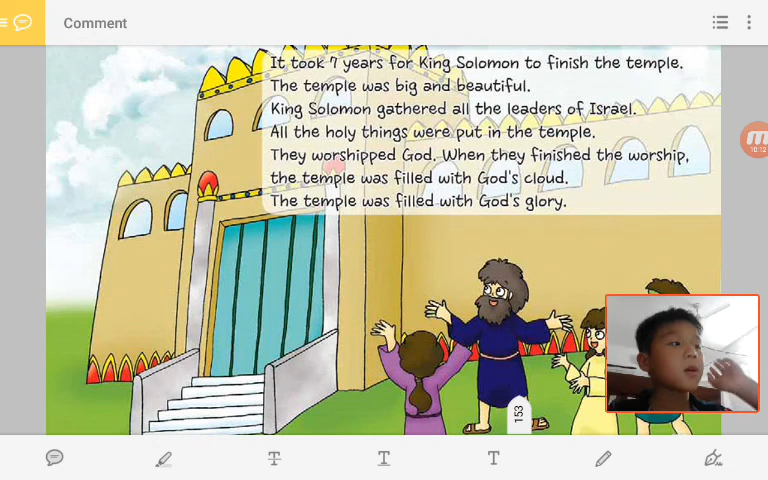 Comment
It took 7 years for King Solomon to finish the temple.
The temple was big and beautiful.
King Solomon gathered all the leaders of Israel.
All the holy things were put in the temple.
They worshipped God. When they finished the worship,
the temple was filled with God's cloud.
The temple was filled with God's glory.
10:12
153
T
T
T